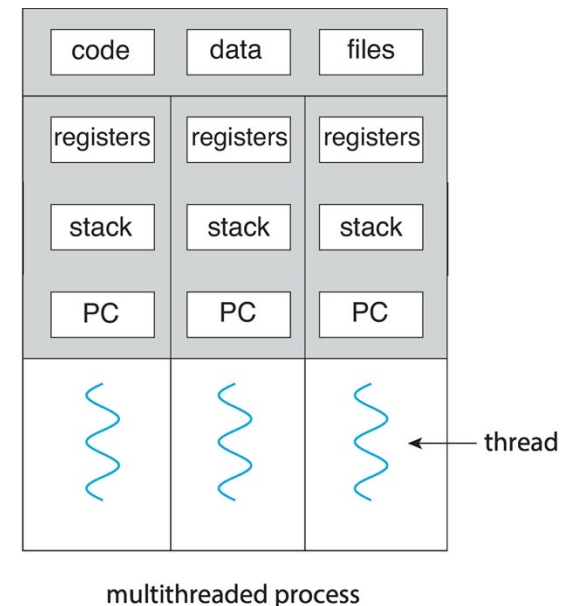 code data files
registers registers registers
stack stack stack
PC PC PC
thread
multithreaded process